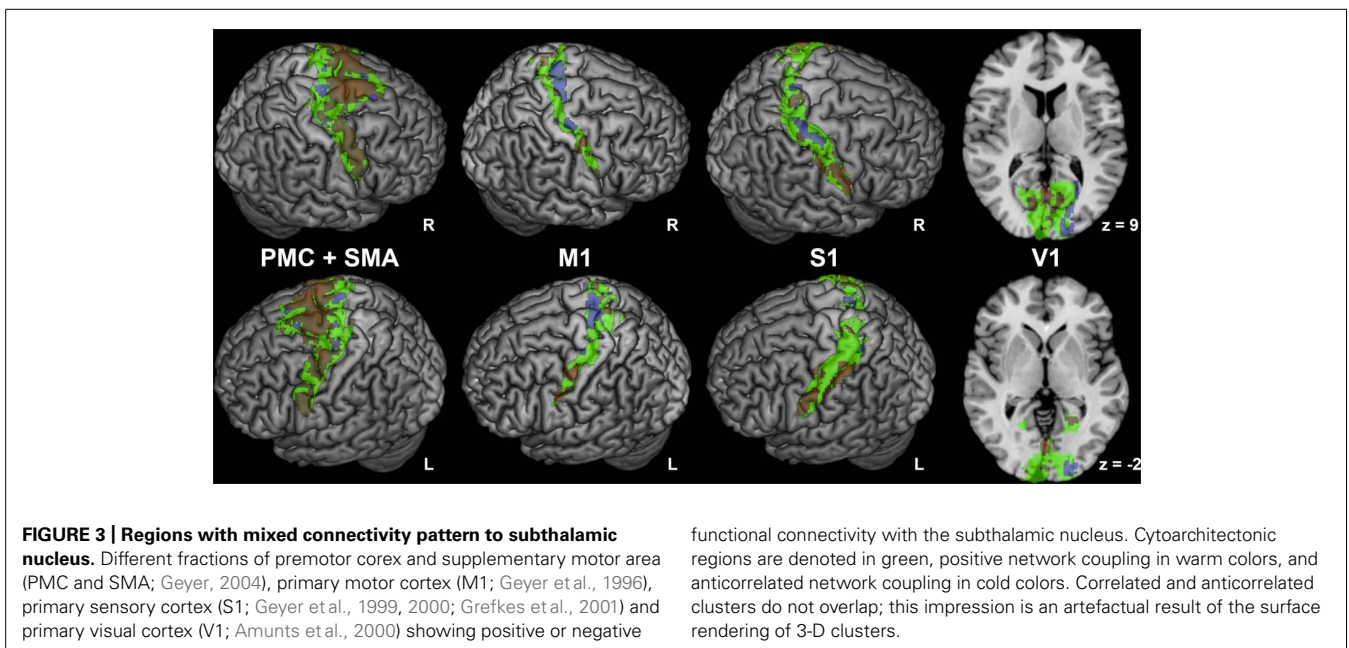 R
R
R
z = 9
PMC + SMA
M1
S1
V1
L
L
L
z = -2
FIGURE 3 | Regions with mixed connectivity pattern to subthalamic
nucleus. Different fractions of premotor corex and supplementary motor area
(PMC and SMA; Geyer, 2004), primary motor cortex (M1; Geyer et al., 1996),
primary sensory cortex (S1; Geyer et al., 1999, 2000; Grefkes et al., 2001) and
primary visual cortex (V1; Amunts et al., 2000) showing positive or negative
functional connectivity with the subthalamic nucleus. Cytoarchitectonic
regions are denoted in green, positive network coupling in warm colors, and
anticorrelated network coupling in cold colors. Correlated and anticorrelated
clusters do not overlap; this impression is an artefactual result of the surface
rendering of 3-D clusters.